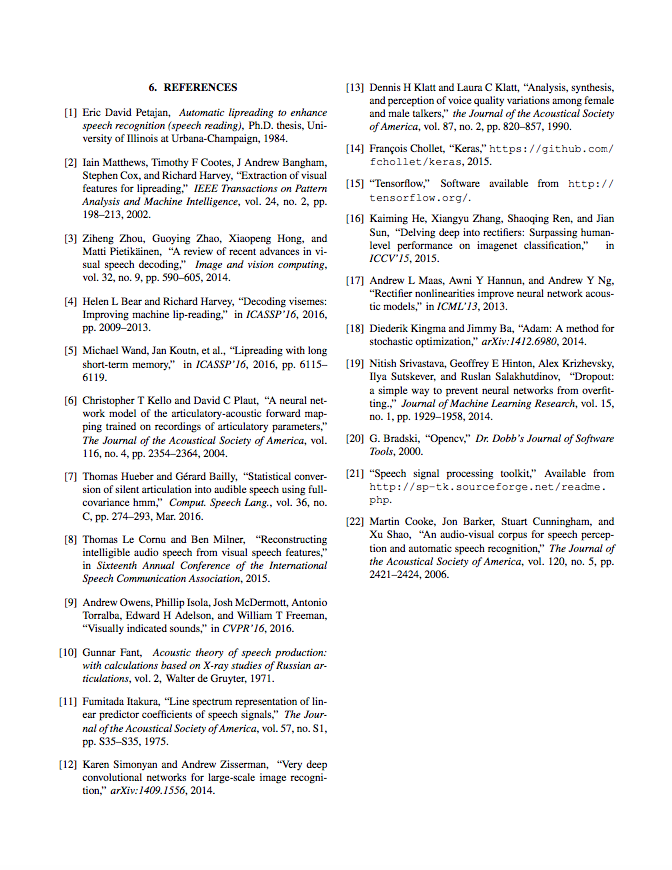 6. REFERENCES
[1] Eric David Petajan, Automatic lipreading to enhance
speech recognition (speech reading), Ph.D. thesis, Uni-
versity of Illinois at Urbana-Champaign, 1984.
[2] Iain Matthews, Timothy F Cootes, J Andrew Bangham,
Stephen Cox, and Richard Harvey, “Extraction of visual
features for lipreading,” IEEE Transactions on Pattern
Analysis and Machine Intelligence, vol. 24, no. 2, pp.
198–213, 2002.
[3] Ziheng Zhou, Guoying Zhao, Xiaopeng Hong, and
Matti Pietikäinen, “A review of recent advances in vi-
sual speech decoding,” Image and vision computing,
vol. 32, no. 9, pp. 590–605, 2014.
[4] Helen L Bear and Richard Harvey, “Decoding visemes:
Improving machine lip-reading,” in ICASSP’16, 2016,
pp. 2009–2013.
[5] Michael Wand, Jan Koutn, et al., “Lipreading with long
short-term memory,” in ICASSP’16, 2016, pp. 6115–
6119.
[6] Christopher T Kello and David C Plaut, “A neural net-
work model of the articulatory-acoustic forward map-
ping trained on recordings of articulatory parameters,”
The Journal of the Acoustical Society of America, vol.
116, no. 4, pp. 2354–2364, 2004.
[7] Thomas Hueber and Gérard Bailly, “Statistical conver-
sion of silent articulation into audible speech using full-
covariance hmm,” Comput. Speech Lang., vol. 36, no.
C, pp. 274–293, Mar. 2016.
[8] Thomas Le Cornu and Ben Milner, “Reconstructing
intelligible audio speech from visual speech features,”
in Sixteenth Annual Conference of the International
Speech Communication Association, 2015.
[9] Andrew Owens, Phillip Isola, Josh McDermott, Antonio
Torralba, Edward H Adelson, and William T Freeman,
“Visually indicated sounds,” in CVPR’16, 2016.
[10] Gunnar Fant, Acoustic theory of speech production:
with calculations based on X-ray studies of Russian ar-
ticulations, vol. 2, Walter de Gruyter, 1971.
[11] Fumitada Itakura, “Line spectrum representation of lin-
ear predictor coefficients of speech signals,” The Jour-
nal of the Acoustical Society of America, vol. 57, no. S1,
pp. S35–S35, 1975.
[12] Karen Simonyan and Andrew Zisserman, “Very deep
convolutional networks for large-scale image recogni-
tion,” arXiv:1409.1556, 2014.
[13] Dennis H Klatt and Laura C Klatt, “Analysis, synthesis,
and perception of voice quality variations among female
and male talkers,” the Journal of the Acoustical Society
of America, vol. 87, no. 2, pp. 820–857, 1990.
[14] François Chollet, “Keras,” https://github.com/
fchollet/keras, 2015.
[15] “Tensorflow,” Software available from http://
tensorflow.org/.
[16] Kaiming He, Xiangyu Zhang, Shaoqing Ren, and Jian
Sun, “Delving deep into rectifiers: Surpassing human-
level performance on imagenet classification,” in
ICCV’15, 2015.
[17] Andrew L Maas, Awni Y Hannun, and Andrew Y Ng,
“Rectifier nonlinearities improve neural network acous-
tic models,” in ICML’13, 2013.
[18] Diederik Kingma and Jimmy Ba, “Adam: A method for
stochastic optimization,” arXiv:1412.6980, 2014.
[19] Nitish Srivastava, Geoffrey E Hinton, Alex Krizhevsky,
Ilya Sutskever, and Ruslan Salakhutdinov, “Dropout:
a simple way to prevent neural networks from overfit-
ting.,” Journal of Machine Learning Research, vol. 15,
no. 1, pp. 1929–1958, 2014.
[20] G. Bradski, “Opencv,” Dr. Dobb’s Journal of Software
Tools, 2000.
[21] “Speech signal processing toolkit,” Available from
http://sp-tk.sourceforge.net/readme.
php.
[22] Martin Cooke, Jon Barker, Stuart Cunningham, and
Xu Shao, “An audio-visual corpus for speech percep-
tion and automatic speech recognition,” The Journal of
the Acoustical Society of America, vol. 120, no. 5, pp.
2421–2424, 2006.